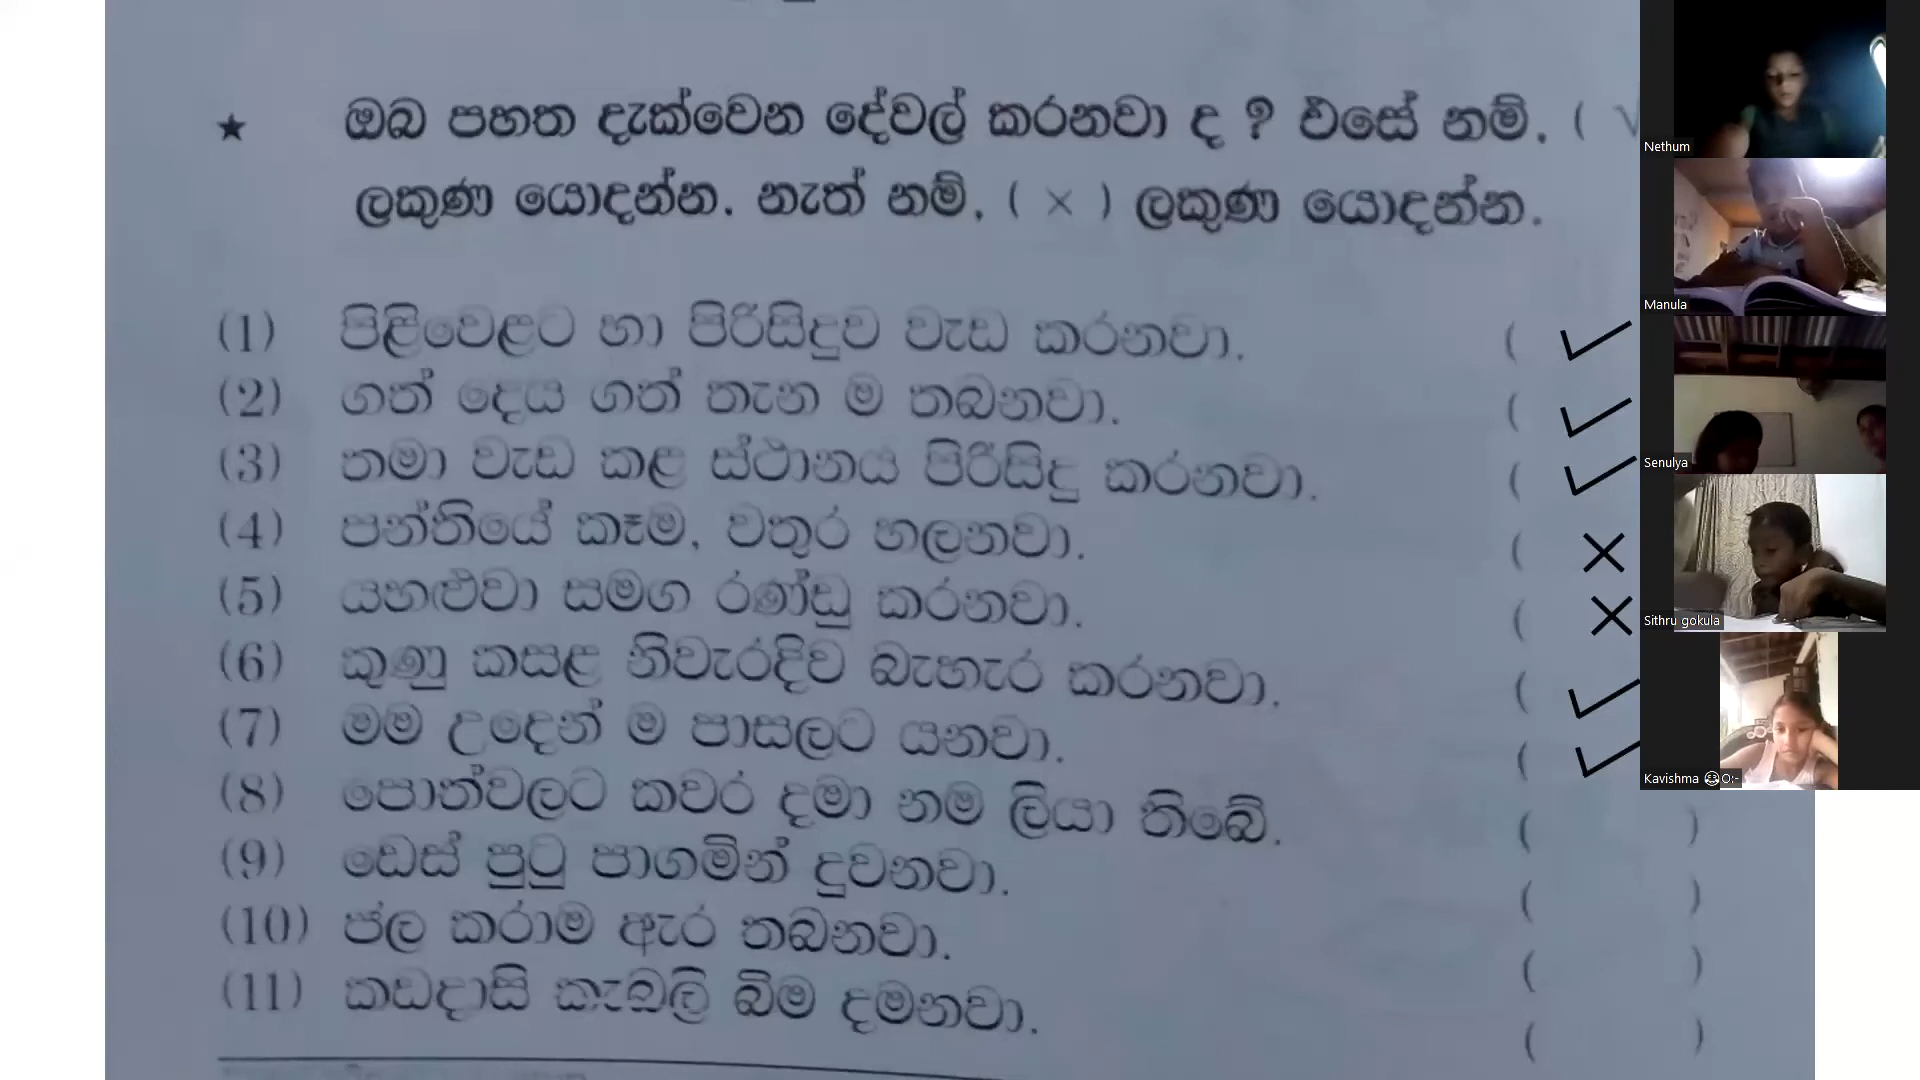 ★ ඔබ පහත දැක්වෙන දේවල් කරනවා ද ? එසේ නම්, ( √
ලකුණ යොදන්න. නැත් නම්, ( × ) ලකුණ යොදන්න.
(1) පිළිවෙළට හා පිරිසිදුව වැඩ කරනවා. ( ✓
(2) ගත් දෙය ගත් තැන ම තබනවා. ( ✓
(3) තමා වැඩ කළ ස්ථානය පිරිසිදු කරනවා. ( ✓
(4) පන්තියේ කෑම, වතුර හලනවා. ( ×
(5) යහළුවා සමග රණ්ඩු කරනවා. ( ×
(6) කුණු කසළ නිවැරදිව බැහැර කරනවා. ( ✓
(7) මම උදෙන් ම පාසලට යනවා. ( ✓
(8) පොත්වලට කවර දමා නම ලියා තිබේ. ( )
(9) ඩෙස් පුටු පාගමින් දුවනවා. ( )
(10) ජල කරාම ඇර තබනවා. ( )
(11) කඩදාසි කැබලි බිම දමනවා. ( )
Nethum
Manula
Senulya
Sithru gokula
Kavishma 😆O:-